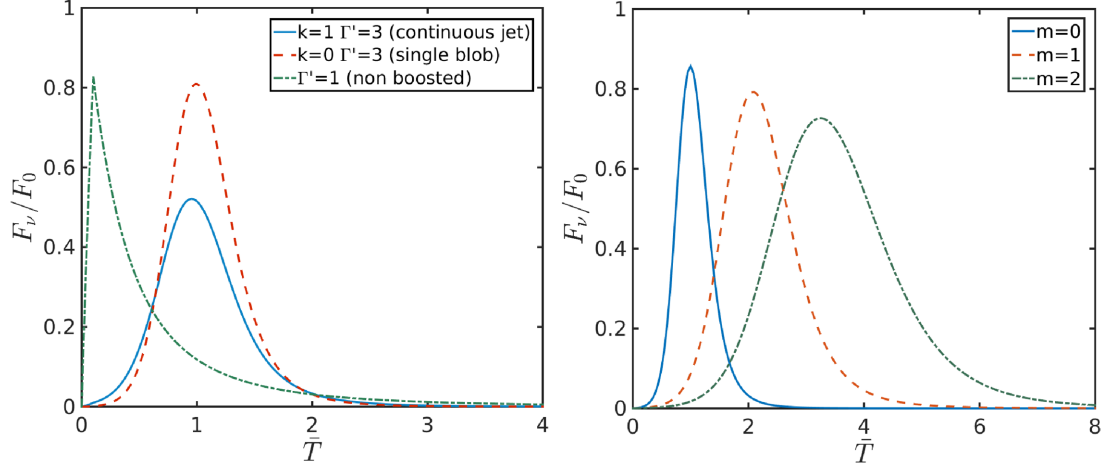 1
0.8
0.6
0.4
0.2
0
F_ν/F_0
0 1 2 3 4
T̄
k=1 Γ'=3 (continuous jet)
k=0 Γ'=3 (single blob)
Γ'=1 (non boosted)
1
0.8
0.6
0.4
0.2
0
F_ν/F_0
0 2 4 6 8
T̄
m=0
m=1
m=2